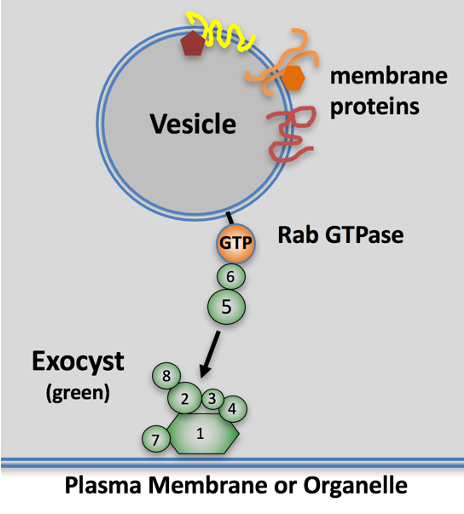 Vesicle
membrane
proteins
GTP
Rab GTPase
6
5
Exocyst
(green)
8
2
3
4
7
1
Plasma Membrane or Organelle